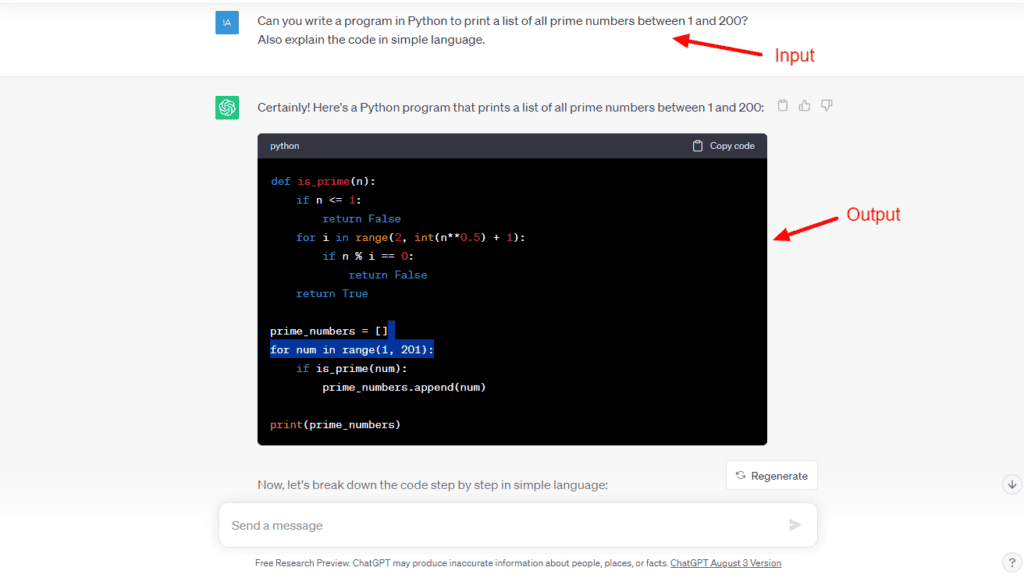 IA
Can you write a program in Python to print a list of all prime numbers between 1 and 200?
Also explain the code in simple language.
Input
Certainly! Here's a Python program that prints a list of all prime numbers between 1 and 200:
python
Copy code
def is_prime(n):
    if n <= 1:
        return False
    for i in range(2, int(n**0.5) + 1):
        if n % i == 0:
            return False
    return True
Output
prime_numbers = []
for num in range(1, 201):
    if is_prime(num):
        prime_numbers.append(num)
print(prime_numbers)
Regenerate
Now, let's break down the code step by step in simple language:
Send a message
Free Research Preview. ChatGPT may produce inaccurate information about people, places, or facts. ChatGPT August 3 Version
?